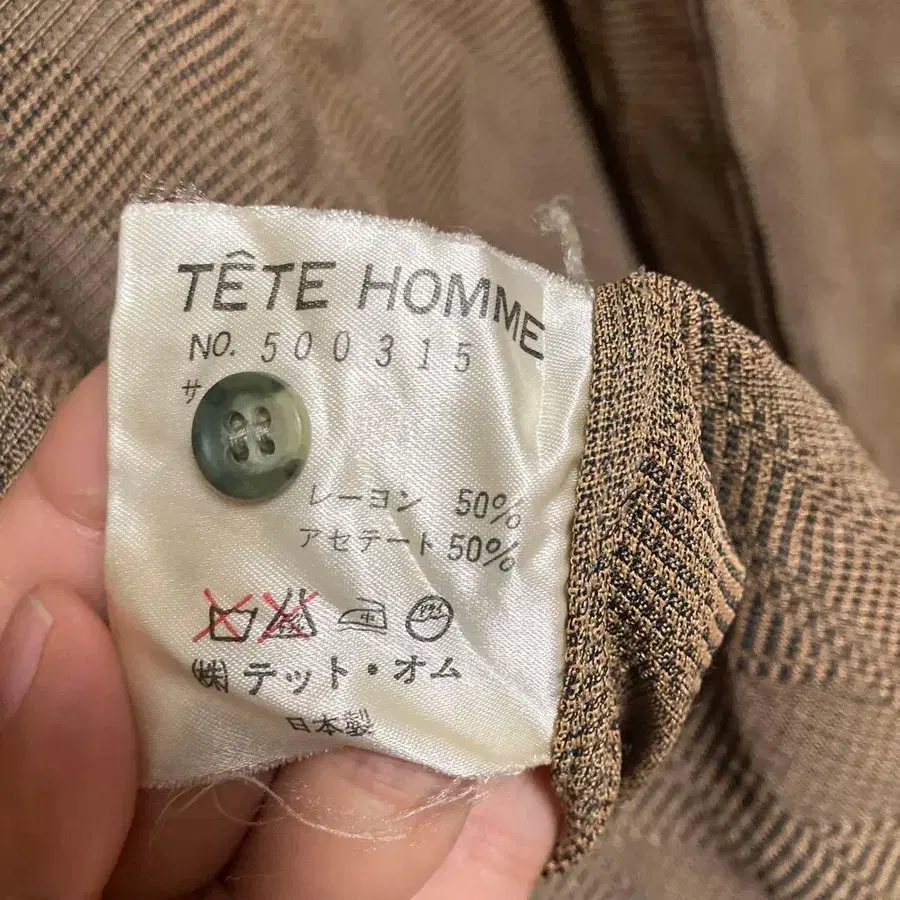 TÊTE HOMME
NO. 500315
サ
レーヨン 50%
アセテート 50%
㈱テット・オム
日本製